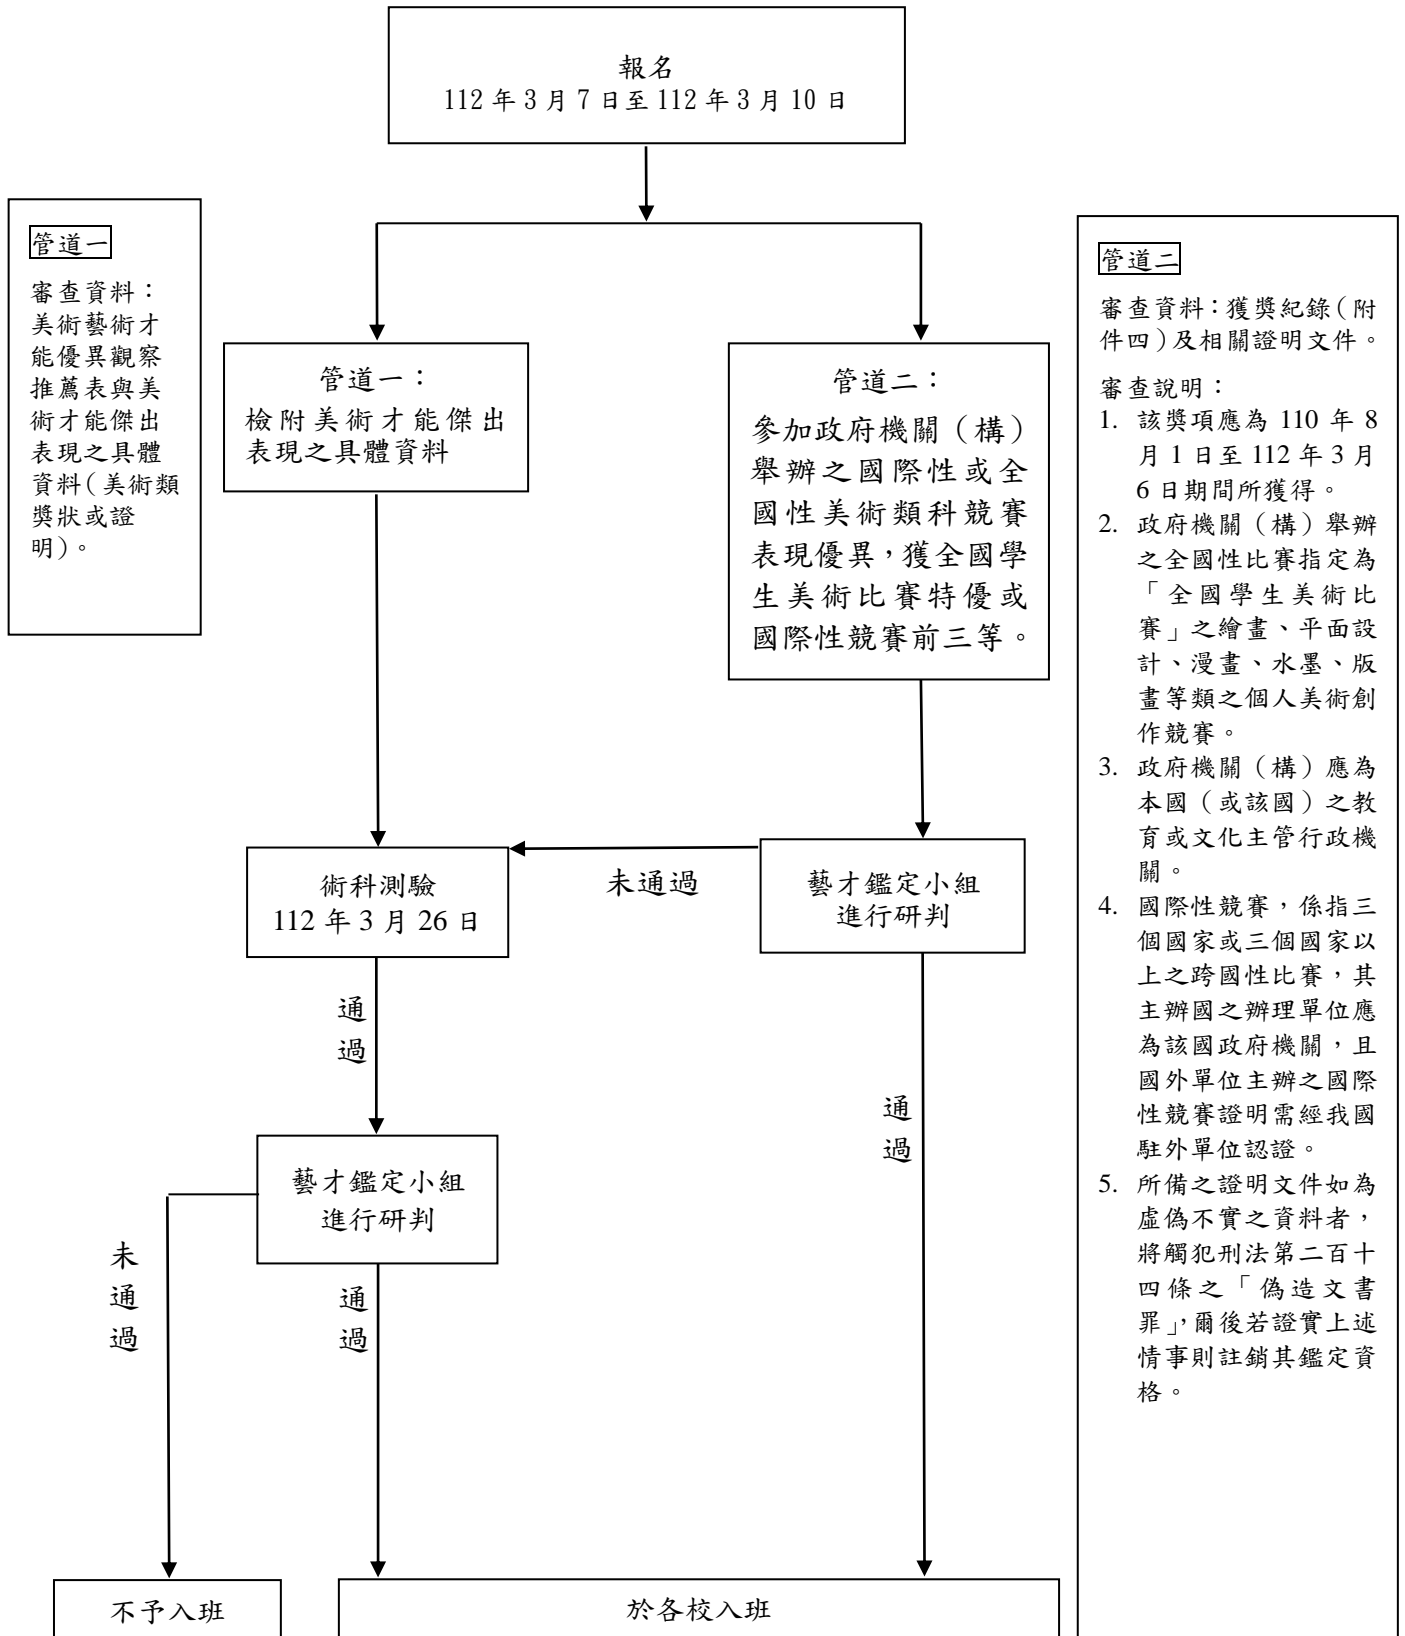 報名
112 年 3 月 7 日至 112 年 3 月 10 日
管道一
審查資料：
美術藝術才
能優異觀察
推薦表與美
術才能傑出
表現之具體
資料（美術類
獎狀或證
明）。
管道一：
檢附美術才能傑出
表現之具體資料
管道二：
參加政府機關（構）
舉辦之國際性或全
國性美術類科競賽
表現優異，獲全國學
生美術比賽特優或
國際性競賽前三等。
管道二
審查資料：獲獎紀錄（附
件四）及相關證明文件。
審查說明：
1. 該獎項應為 110 年 8
月 1 日至 112 年 3 月
6 日期間所獲得。
2. 政府機關（構）舉辦
之全國性比賽指定為
「全國學生美術比
賽」之繪畫、平面設
計、漫畫、水墨、版
畫等類之個人美術創
作競賽。
3. 政府機關（構）應為
本國（或該國）之教
育或文化主管行政機
關。
4. 國際性競賽，係指三
個國家或三個國家以
上之跨國性比賽，其
主辦國之辦理單位應
為該國政府機關，且
國外單位主辦之國際
性競賽證明需經我國
駐外單位認證。
5. 所備之證明文件如為
虛偽不實之資料者，
將觸犯刑法第二百十
四條之「偽造文書
罪」，爾後若證實上述
情事則註銷其鑑定資
格。
術科測驗
112 年 3 月 26 日
未通過
藝才鑑定小組
進行研判
通過
藝才鑑定小組
進行研判
通過
未通過
通過
不予入班
於各校入班